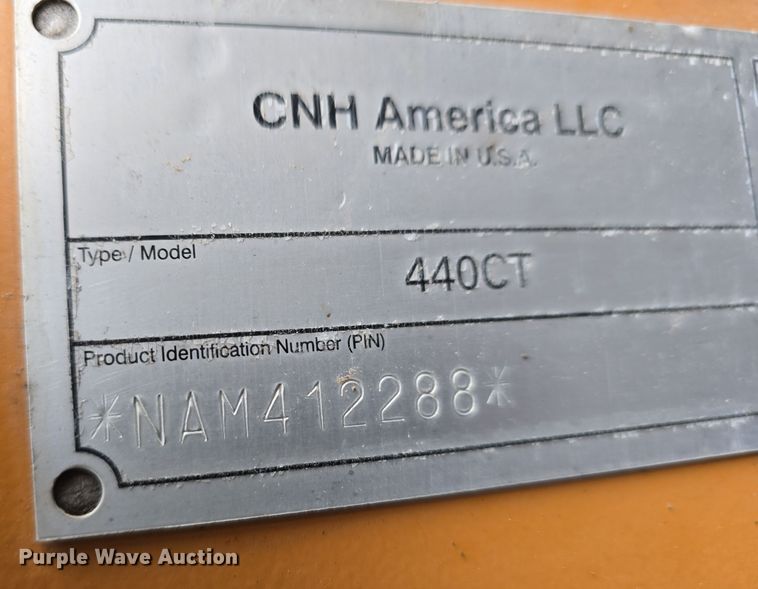 CNH America LLC
MADE IN U.S.A.
Type / Model
440CT
Product Identification Number (PIN)
*NAM412288*
Purple Wave Auction